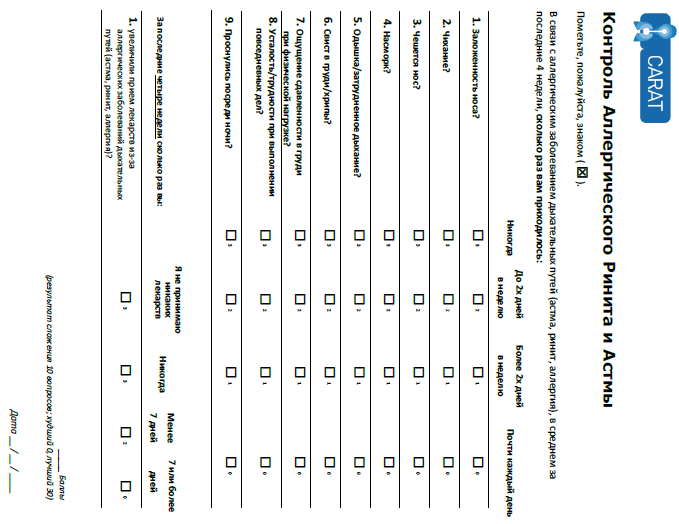 CARAT
Контроль Аллергического Ринита и Астмы
Пометьте, пожалуйста, знаком ( ☒ ).
В связи с аллергическим заболеванием дыхательных путей (астма, ринит, аллергия), в среднем за
последние 4 недели, сколько раз вам приходилось:
Никогда До 2х дней в неделю Более 2х дней в неделю Почти каждый день
1. Заложенность носа? ☐ 3 ☐ 2 ☐ 1 ☐ 0
2. Чихание? ☐ 3 ☐ 2 ☐ 1 ☐ 0
3. Чешется нос? ☐ 3 ☐ 2 ☐ 1 ☐ 0
4. Насморк? ☐ 3 ☐ 2 ☐ 1 ☐ 0
5. Одышка/затрудненное дыхание? ☐ 3 ☐ 2 ☐ 1 ☐ 0
6. Свист в груди/хрипы? ☐ 3 ☐ 2 ☐ 1 ☐ 0
7. Ощущение сдавленности в груди
при физической нагрузке? ☐ 3 ☐ 2 ☐ 1 ☐ 0
8. Усталость/трудности при выполнении
повседневных дел? ☐ 3 ☐ 2 ☐ 1 ☐ 0
9. Проснулись посреди ночи? ☐ 3 ☐ 2 ☐ 1 ☐ 0
За последние четыре недели сколько раз вы: Я не принимаю никаких лекарств Никогда Менее 7 дней 7 или более дней
1. увеличили прием лекарств из-за
аллергических заболеваний дыхательных
путей (астма, ринит, аллергия)? ☐ 3 ☐ 3 ☐ 2 ☐ 0
____ Баллы
(результат сложения 10 вопросов; худший 0, лучший 30)
Дата __ / __ / ____